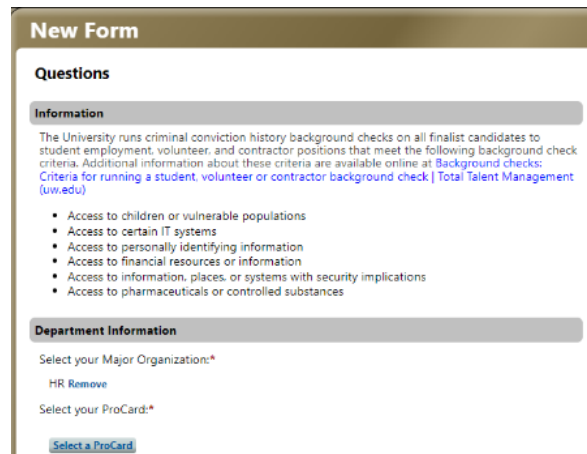 New Form
Questions
Information
The University runs criminal conviction history background checks on all finalist candidates to
student employment, volunteer, and contractor positions that meet the following background check
criteria. Additional information about these criteria are available online at Background checks:
Criteria for running a student, volunteer or contractor background check | Total Talent Management
(uw.edu)
• Access to children or vulnerable populations
• Access to certain IT systems
• Access to personally identifying information
• Access to financial resources or information
• Access to information, places, or systems with security implications
• Access to pharmaceuticals or controlled substances
Department Information
Select your Major Organization:*
HR Remove
Select your ProCard:*
Select a ProCard